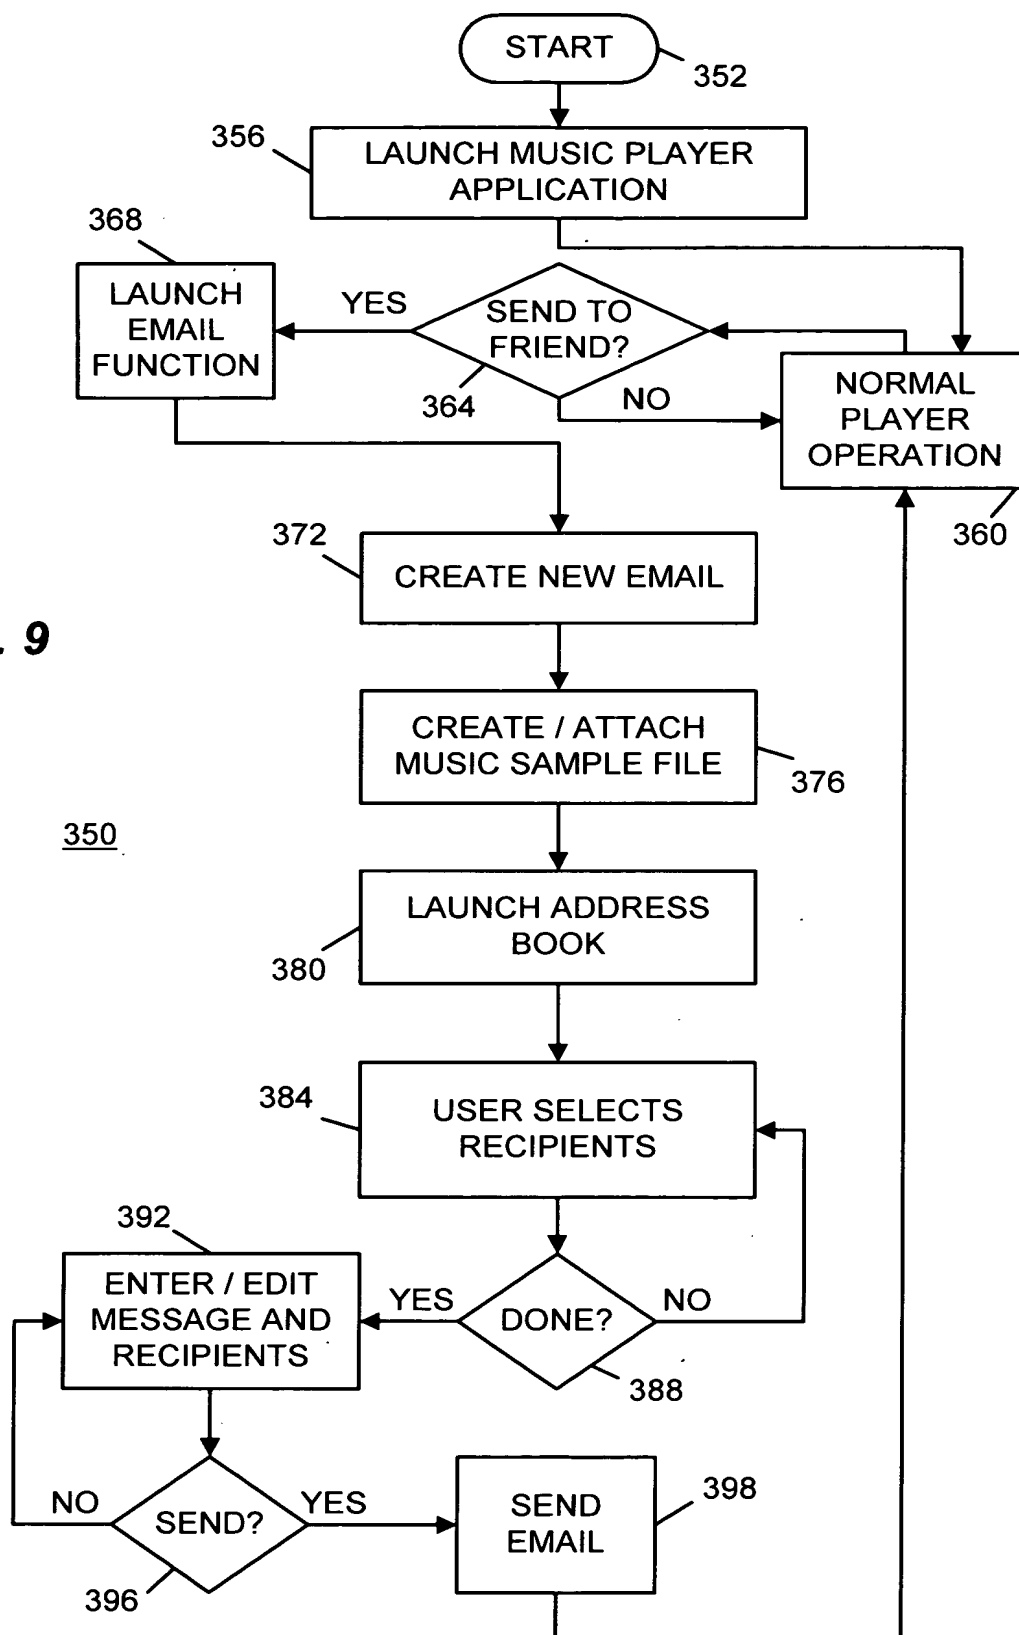 START
352
356
LAUNCH MUSIC PLAYER
APPLICATION
368
LAUNCH
EMAIL
FUNCTION
YES
SEND TO
FRIEND?
364
NO
NORMAL
PLAYER
OPERATION
360
372
CREATE NEW EMAIL
. 9
CREATE / ATTACH
MUSIC SAMPLE FILE
376
350
LAUNCH ADDRESS
BOOK
380
384
USER SELECTS
RECIPIENTS
392
ENTER / EDIT
MESSAGE AND
RECIPIENTS
YES
DONE?
NO
388
NO
SEND?
YES
396
SEND
EMAIL
398